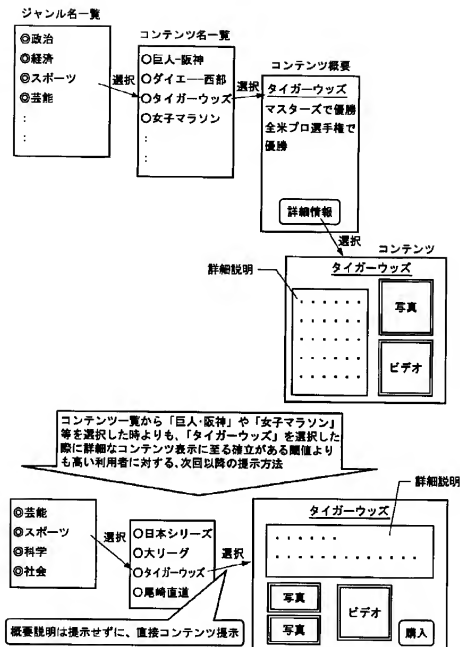 ジャンル名一覧
◎政治
◎経済
◎スポーツ
◎芸能
:
:
選択
コンテンツ名一覧
○巨人-阪神
○ダイエー-西部
○タイガーウッズ
○女子マラソン
:
:
選択
コンテンツ概要
タイガーウッズ
マスターズで優勝
全米プロ選手権で
優勝
詳細情報
選択
コンテンツ
タイガーウッズ
詳細説明
写真
ビデオ
コンテンツ一覧から「巨人・阪神」や「女子マラソン」
等を選択した時よりも、「タイガーウッズ」を選択した
際に詳細なコンテンツ表示に至る確立がある閾値より
も高い利用者に対する、次回以降の提示方法
◎芸能
◎スポーツ
◎科学
◎社会
選択
○日本シリーズ
○大リーグ
○タイガーウッズ
○尾崎直道
選択
詳細説明
タイガーウッズ
写真
写真
ビデオ
購入
概要説明は提示せずに、直接コンテンツ提示